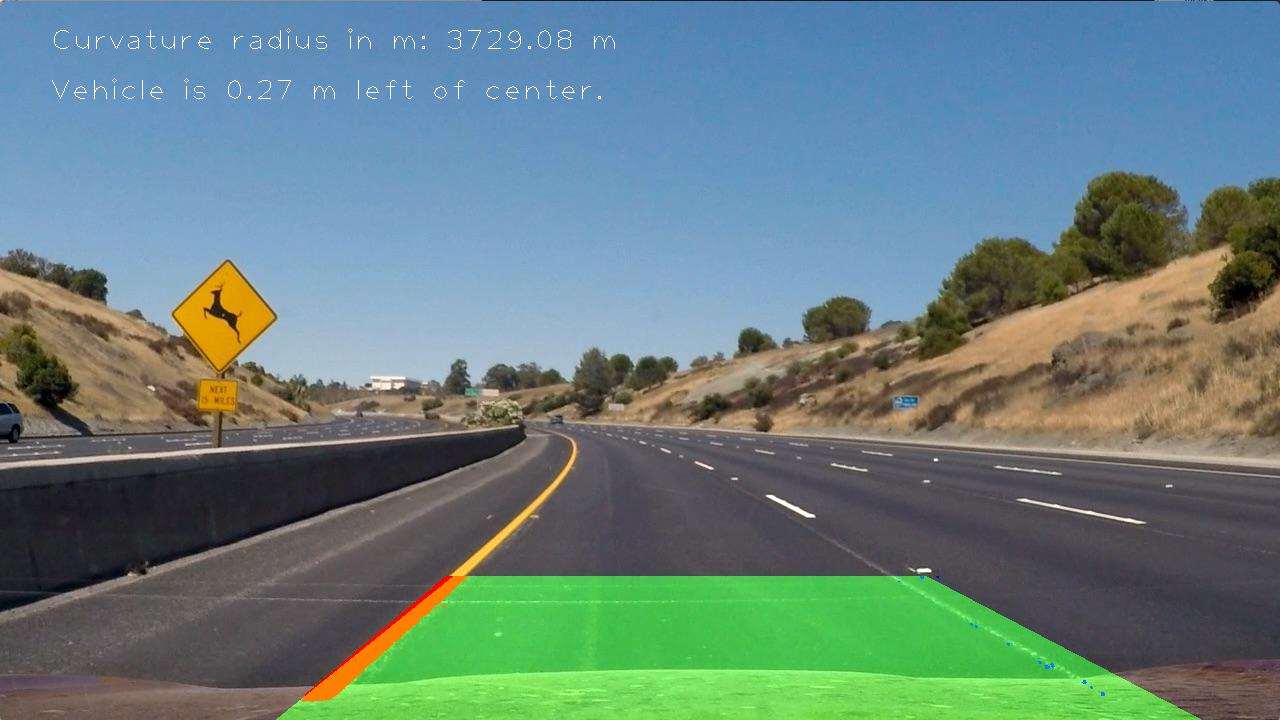 Curvature radius in m: 3729.08 m
Vehicle is 0.27 m left of center.
NEXT
15 MILES